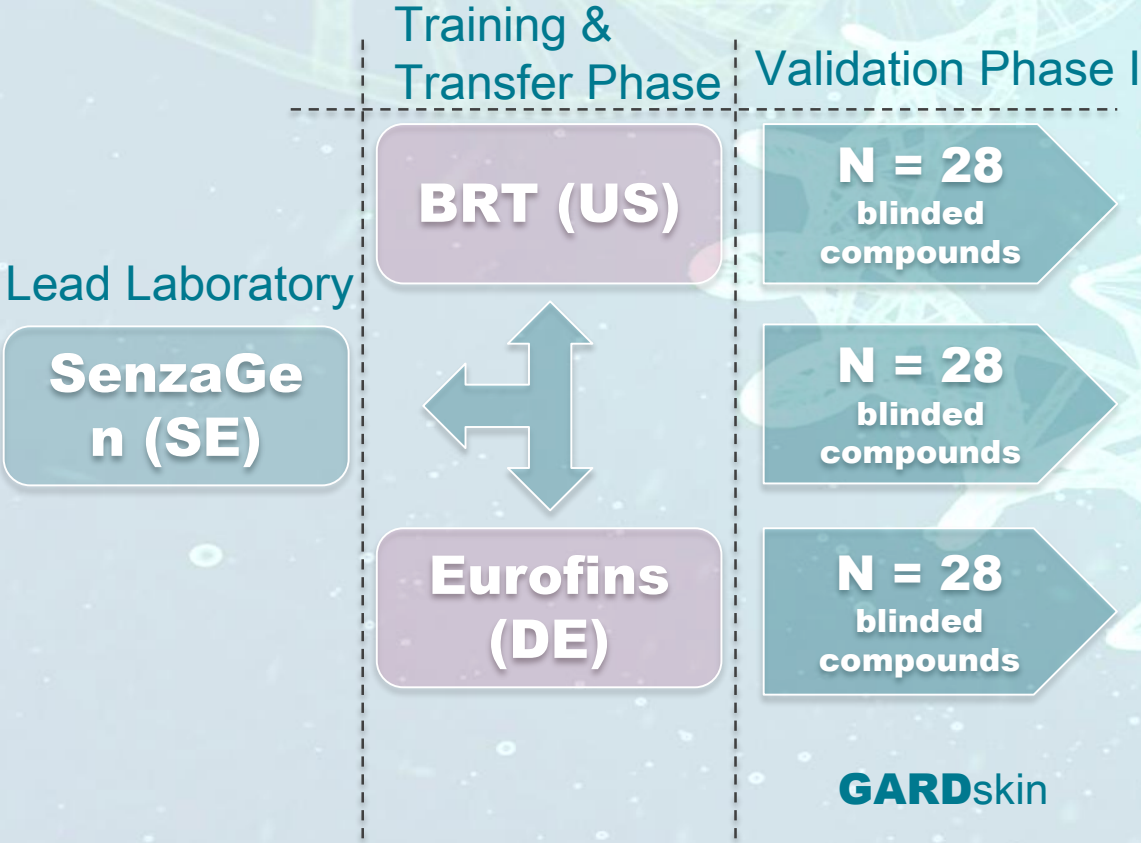 Training &
Transfer Phase
Validation Phase I
BRT (US)
N = 28
blinded
compounds
Lead Laboratory
SenzaGe
n (SE)
N = 28
blinded
compounds
Eurofins
(DE)
N = 28
blinded
compounds
GARDskin